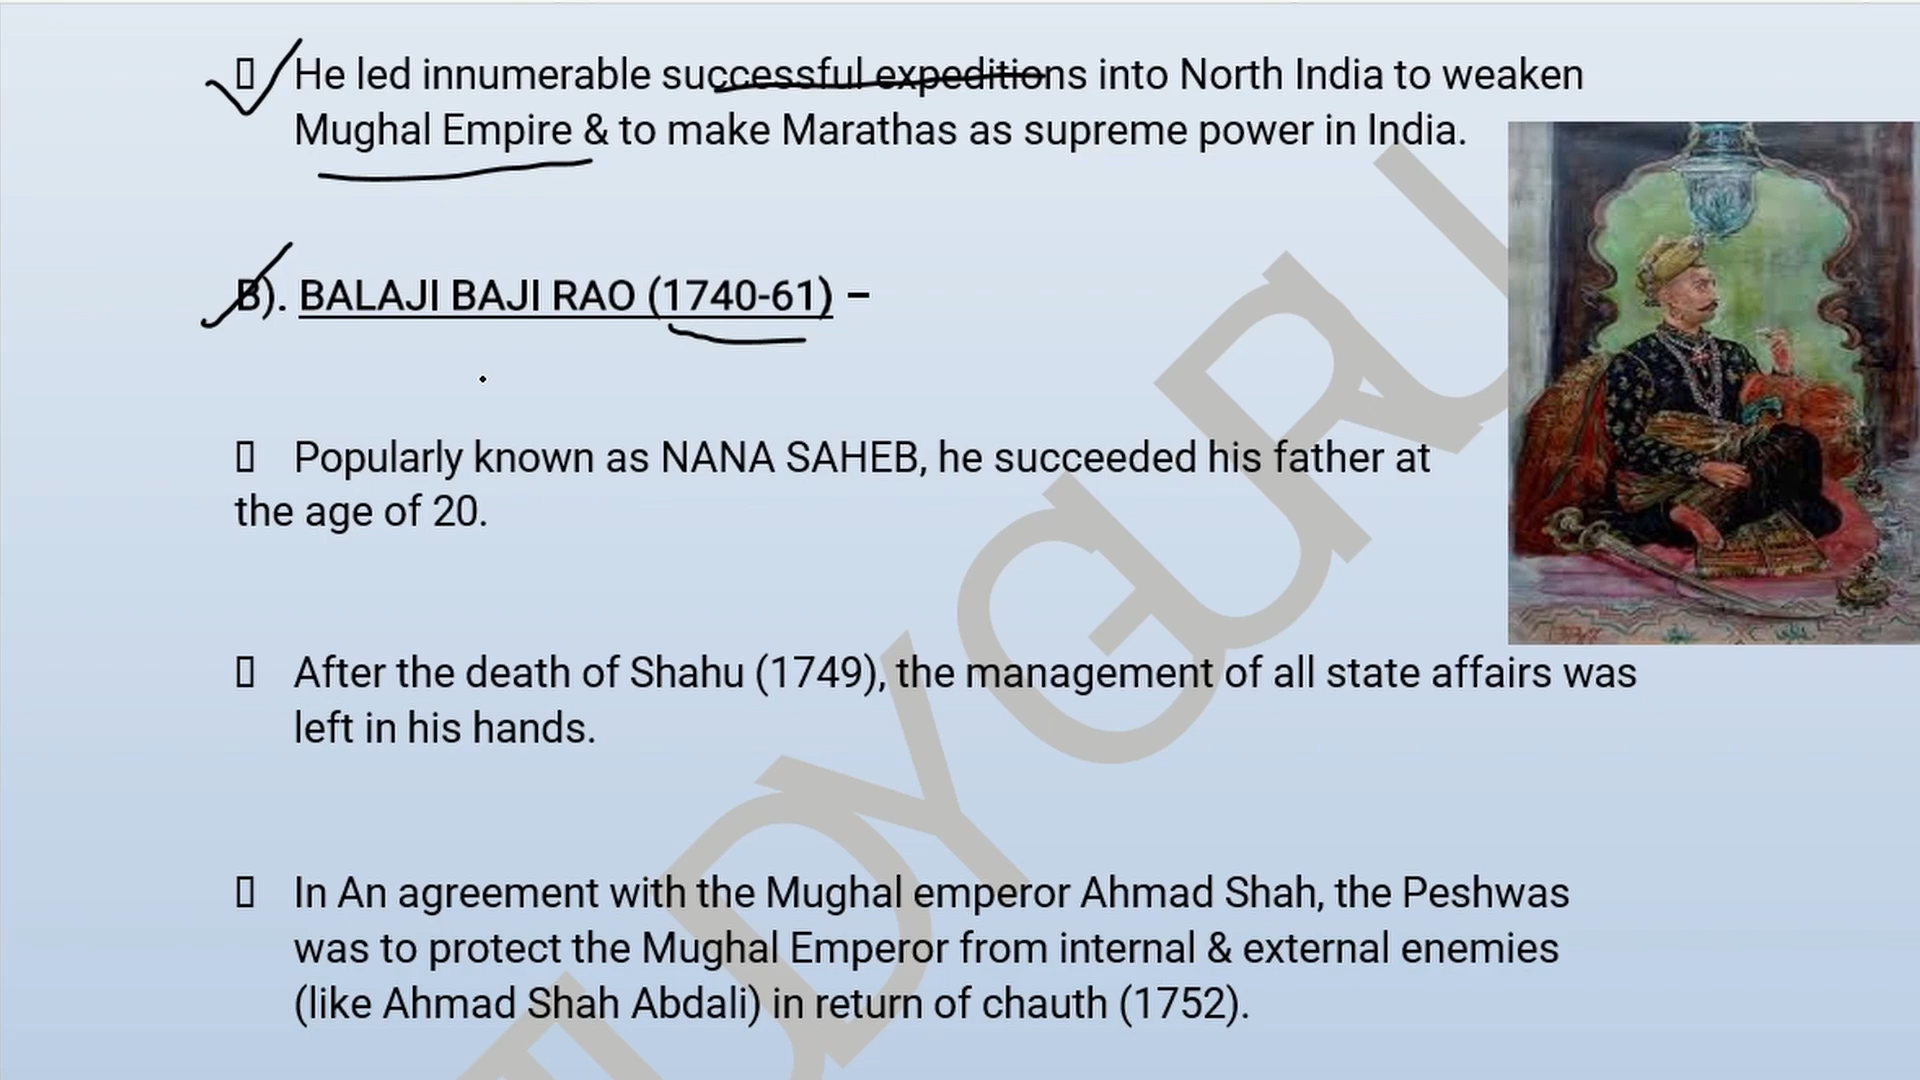 He led innumerable successful expeditions into North India to weaken
Mughal Empire & to make Marathas as supreme power in India.
B). BALAJI BAJI RAO (1740-61) –
Popularly known as NANA SAHEB, he succeeded his father at
the age of 20.
After the death of Shahu (1749), the management of all state affairs was
left in his hands.
In An agreement with the Mughal emperor Ahmad Shah, the Peshwas
was to protect the Mughal Emperor from internal & external enemies
(like Ahmad Shah Abdali) in return of chauth (1752).
UDYGURU